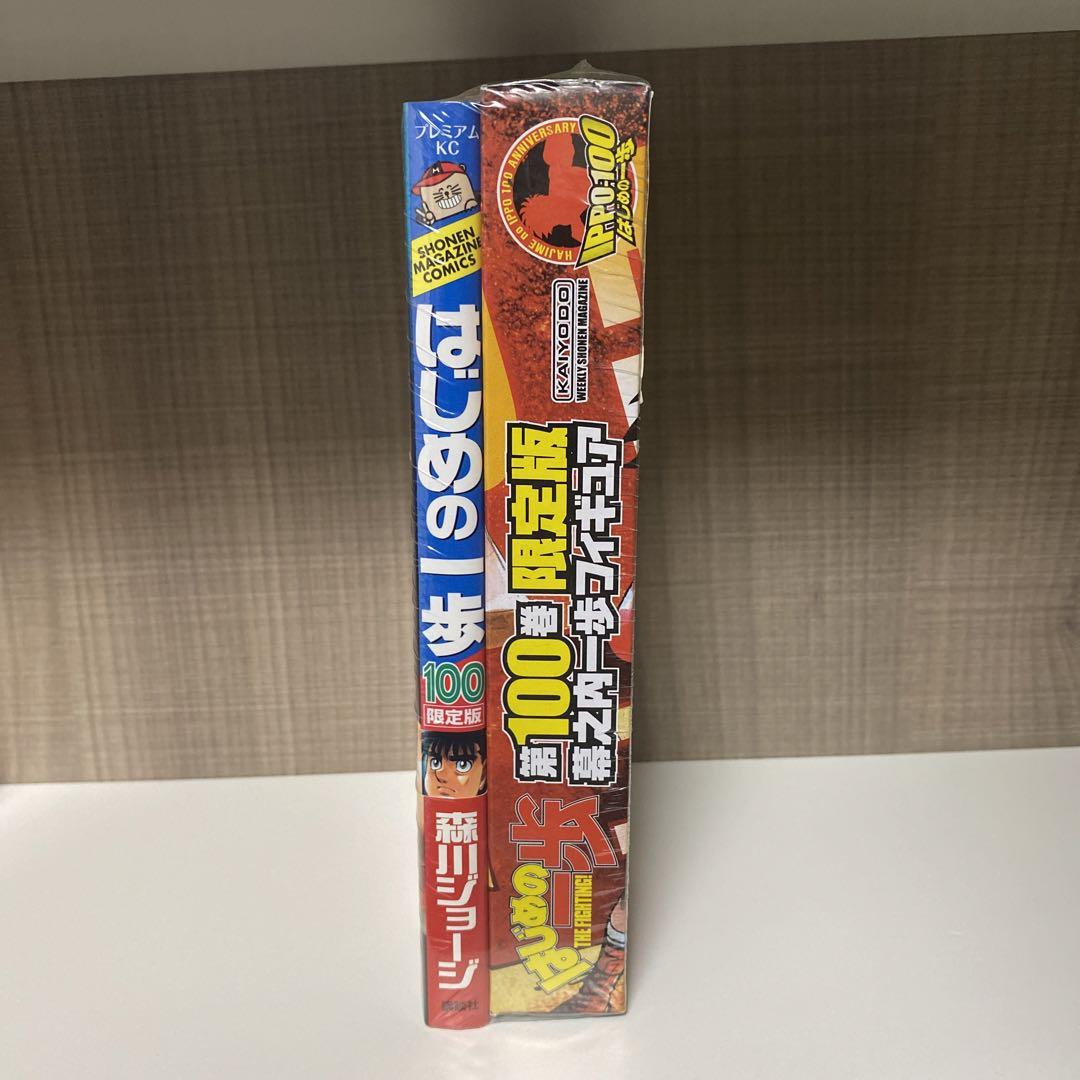 プレミアム
KC
M
SHONEN
MAGAZINE
COMICS
はじめの一歩
100
限定版
森川ジョージ
講談社
HAJIME no IPPO 100 ANNIVERSARY
IPPO:100
はじめの一歩
KAIYODO
WEEKLY SHONEN MAGAZINE
第100巻 限定版
幕之内一歩フィギュア
はじめの一歩
THE FIGHTING!